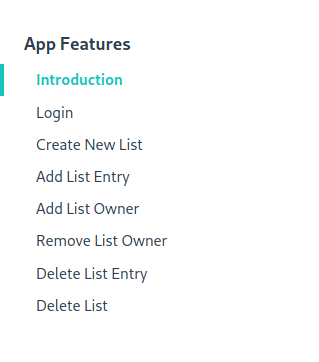 App Features
Introduction
Login
Create New List
Add List Entry
Add List Owner
Remove List Owner
Delete List Entry
Delete List